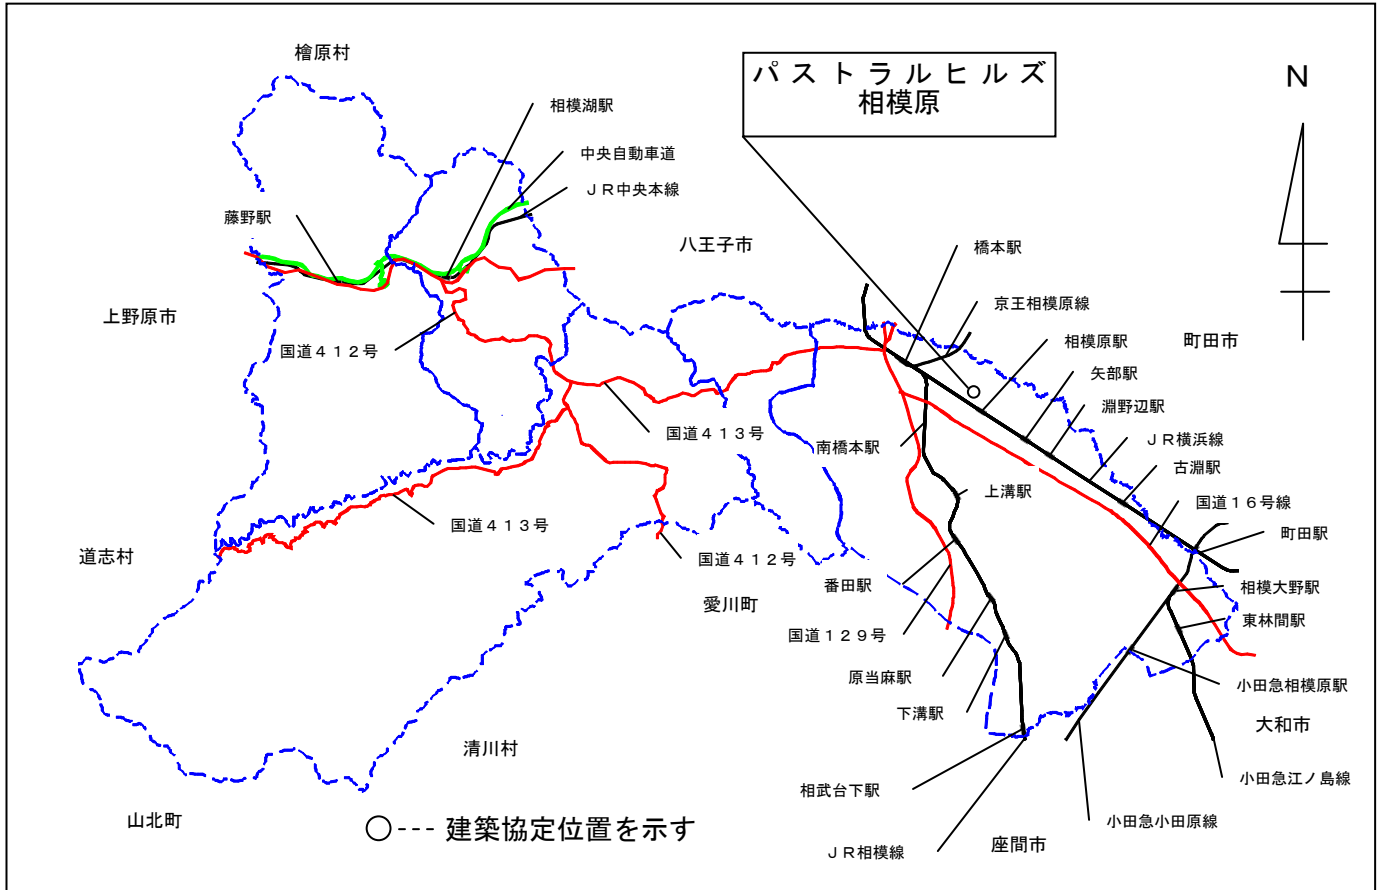 檜原村
パストラルヒルズ
相模原
N
相模湖駅
中央自動車道
ＪＲ中央本線
藤野駅
八王子市
橋本駅
京王相模原線
上野原市
相模原駅
町田市
国道４１２号
矢部駅
淵野辺駅
国道４１３号
南橋本駅
ＪＲ横浜線
古淵駅
上溝駅
国道１６号線
国道４１３号
町田駅
道志村
国道４１２号
番田駅
相模大野駅
愛川町
東林間駅
国道１２９号
原当麻駅
小田急相模原駅
下溝駅
大和市
清川村
小田急江ノ島線
相武台下駅
山北町
小田急小田原線
○--- 建築協定位置を示す
座間市
ＪＲ相模線